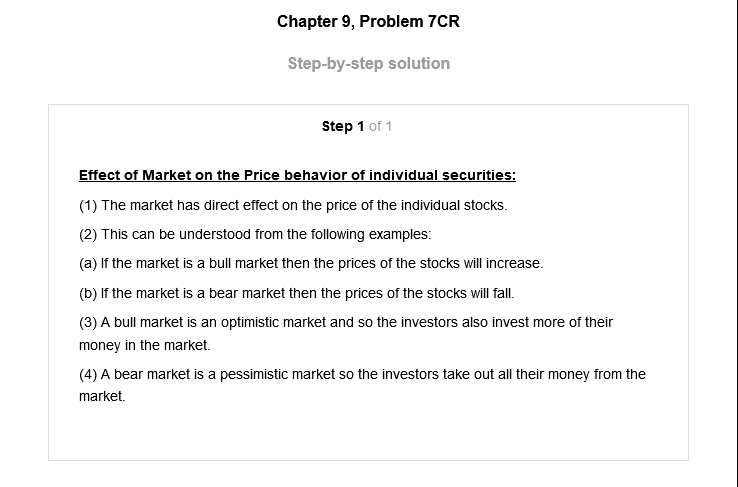 Chapter 9, Problem 7CR
Step-by-step solution
Step 1 of 1
Effect of Market on the Price behavior of individual securities:
(1) The market has direct effect on the price of the individual stocks.
(2) This can be understood from the following examples:
(a) If the market is a bull market then the prices of the stocks will increase.
(b) If the market is a bear market then the prices of the stocks will fall.
(3) A bull market is an optimistic market and so the investors also invest more of their
money in the market.
(4) A bear market is a pessimistic market so the investors take out all their money from the
market.